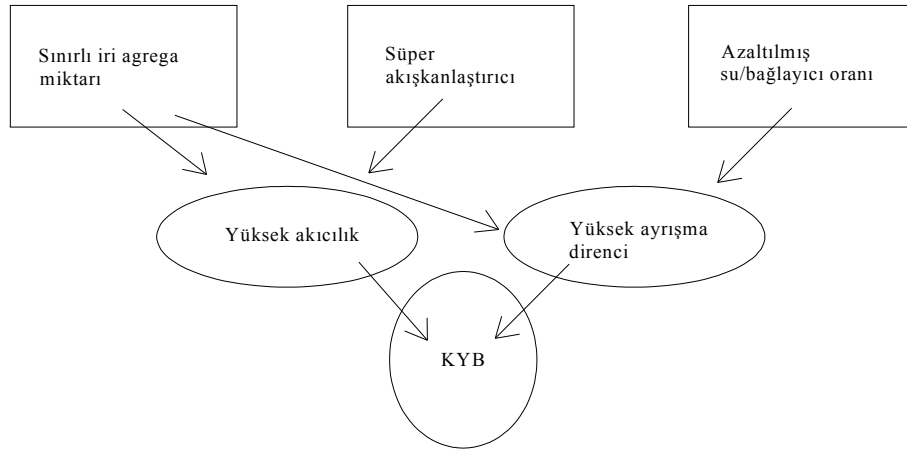 Sınırlı iri agrega
miktarı
Süper
akışkanlaştırıcı
Azaltılmış
su/bağlayıcı oranı
Yüksek akıcılık
Yüksek ayrışma
direnci
KYB